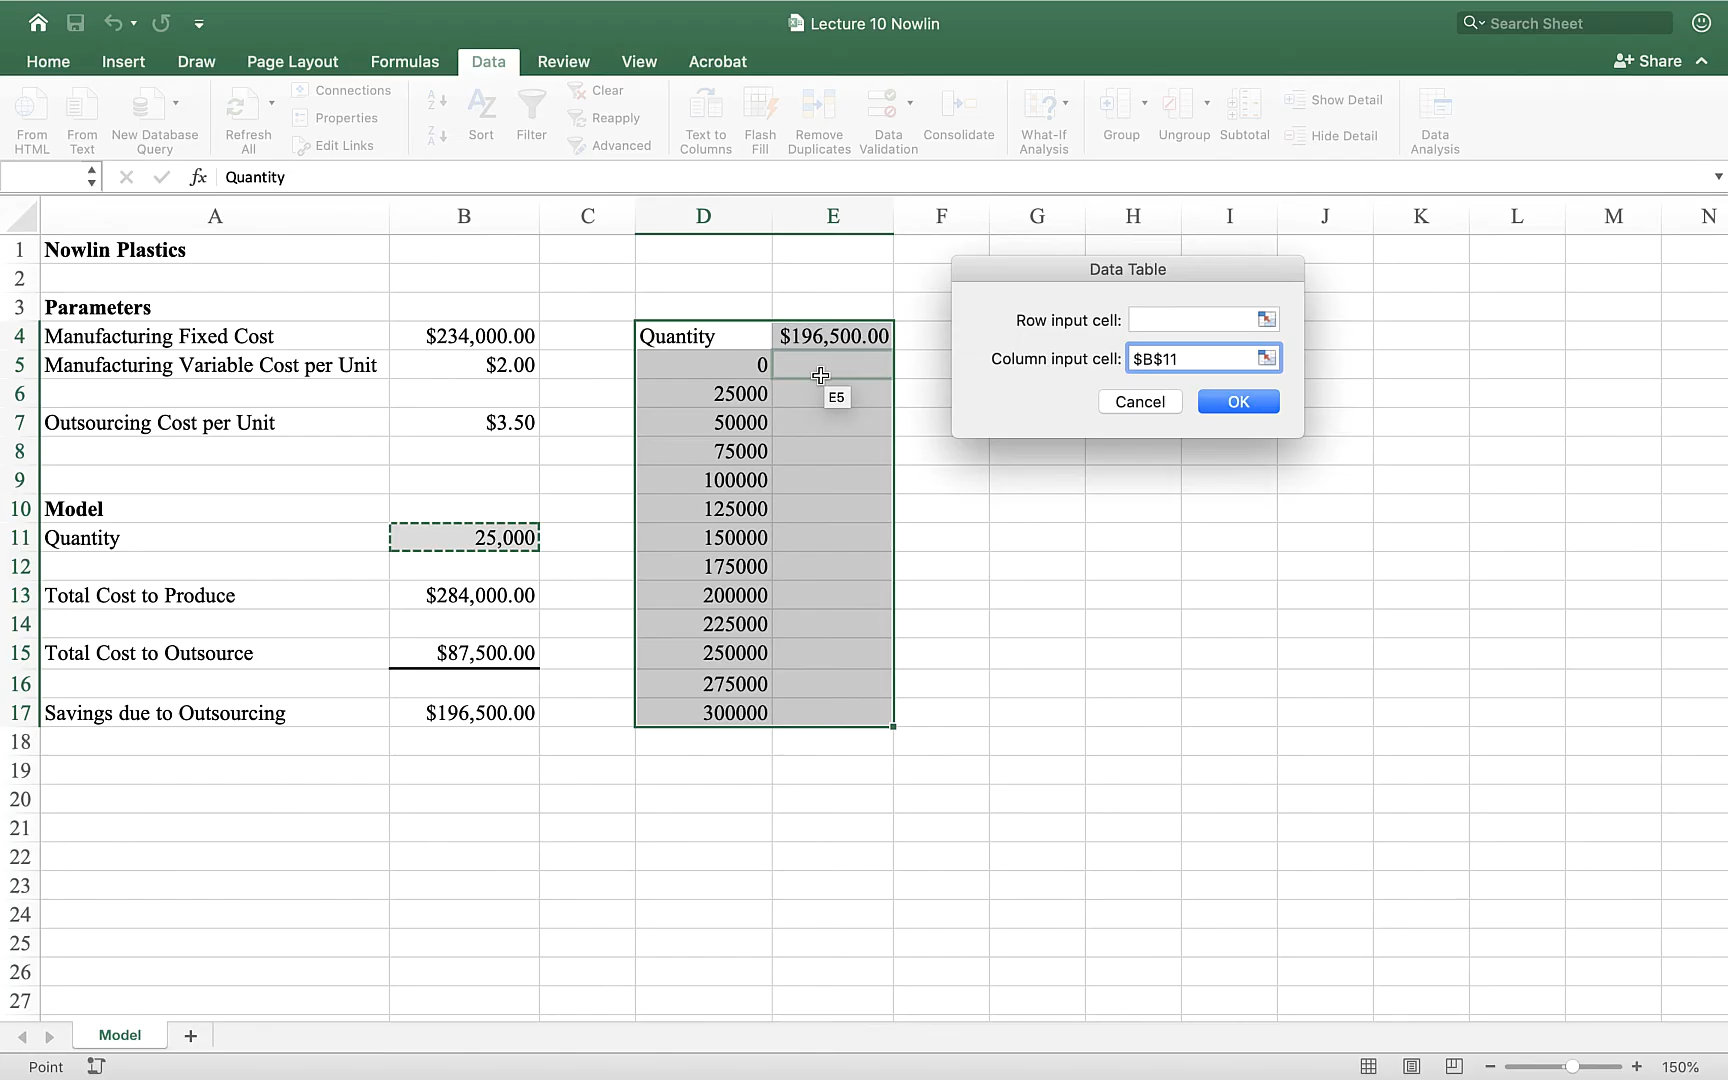 Lecture 10 Nowlin
Search Sheet
Home Insert Draw Page Layout Formulas Data Review View Acrobat
Share
From HTML
From Text
New Database Query
Refresh All
Connections
Properties
Edit Links
Sort
Filter
Clear
Reapply
Advanced
Text to Columns
Flash Fill
Remove Duplicates
Data Validation
Consolidate
What-If Analysis
Group
Ungroup
Subtotal
Show Detail
Hide Detail
Data Analysis
fx Quantity
A B C D E F G H I J K L M N
1 Nowlin Plastics
2
3 Parameters
4 Manufacturing Fixed Cost $234,000.00 Quantity $196,500.00
5 Manufacturing Variable Cost per Unit $2.00 0
6 25000
7 Outsourcing Cost per Unit $3.50 50000
8 75000
9 100000
10 Model 125000
11 Quantity 25,000 150000
12 175000
13 Total Cost to Produce $284,000.00 200000
14 225000
15 Total Cost to Outsource $87,500.00 250000
16 275000
17 Savings due to Outsourcing $196,500.00 300000
18
19
20
21
22
23
24
25
26
27
E5
Data Table
Row input cell:
Column input cell: $B$11
Cancel OK
Model +
Point
150%